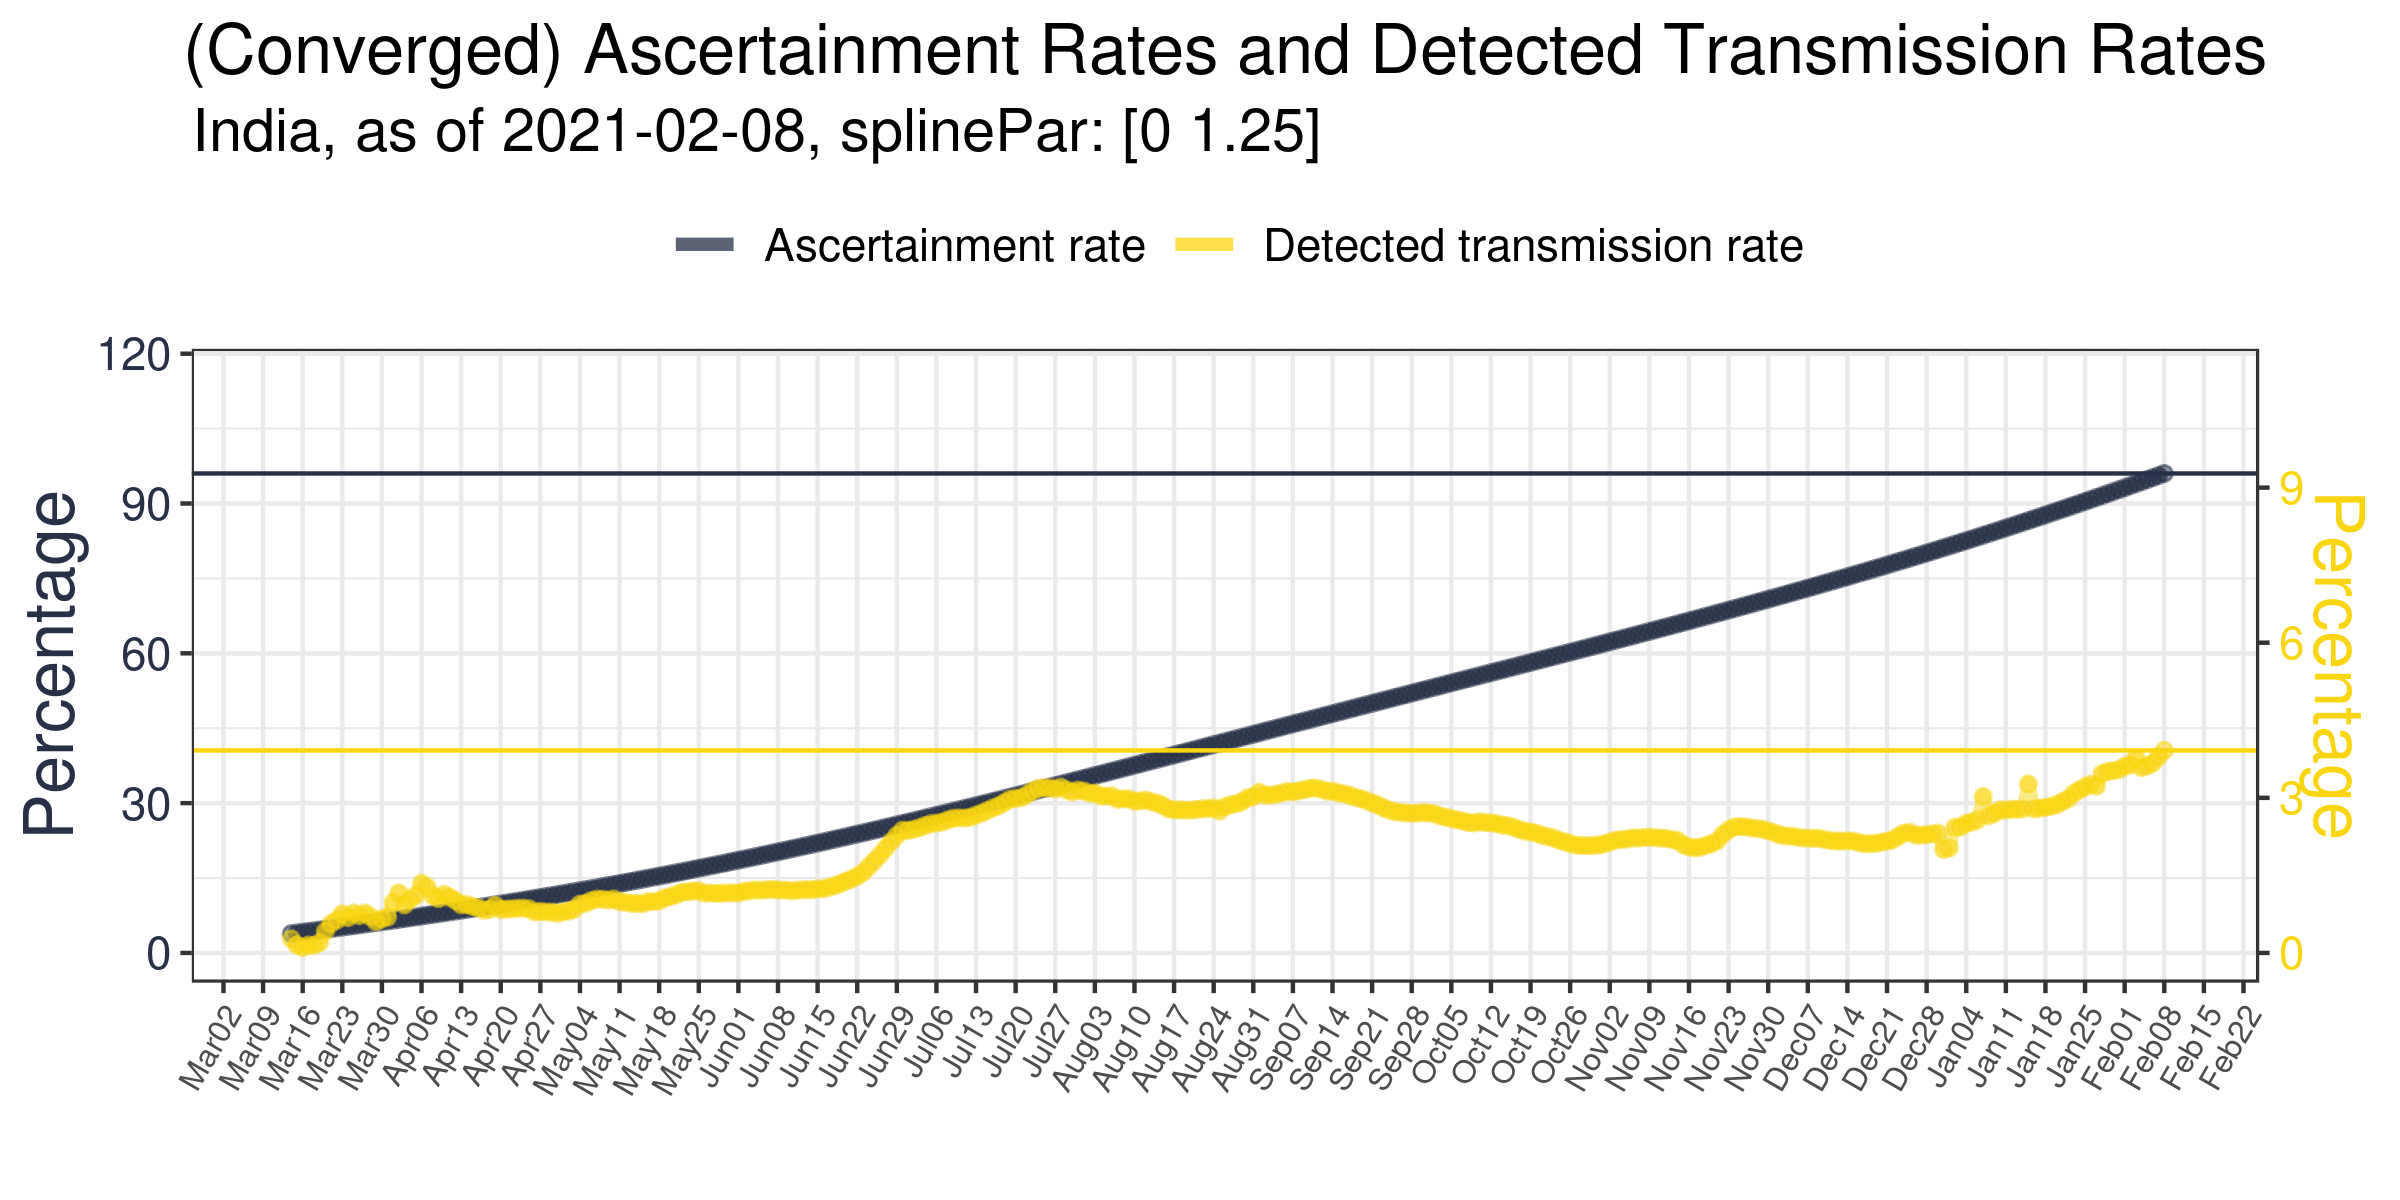 (Converged) Ascertainment Rates and Detected Transmission Rates
India, as of 2021-02-08, splinePar: [0 1.25]
Ascertainment rate
Detected transmission rate
Percentage
120
90
60
30
0
9
6
3
0
Percentage
Mar02
Mar09
Mar16
Mar23
Mar30
Apr06
Apr13
Apr20
Apr27
May04
May11
May18
May25
Jun01
Jun08
Jun15
Jun22
Jun29
Jul06
Jul13
Jul20
Jul27
Aug03
Aug10
Aug17
Aug24
Aug31
Sep07
Sep14
Sep21
Sep28
Oct05
Oct12
Oct19
Oct26
Nov02
Nov09
Nov16
Nov23
Nov30
Dec07
Dec14
Dec21
Dec28
Jan04
Jan11
Jan18
Jan25
Feb01
Feb08
Feb15
Feb22